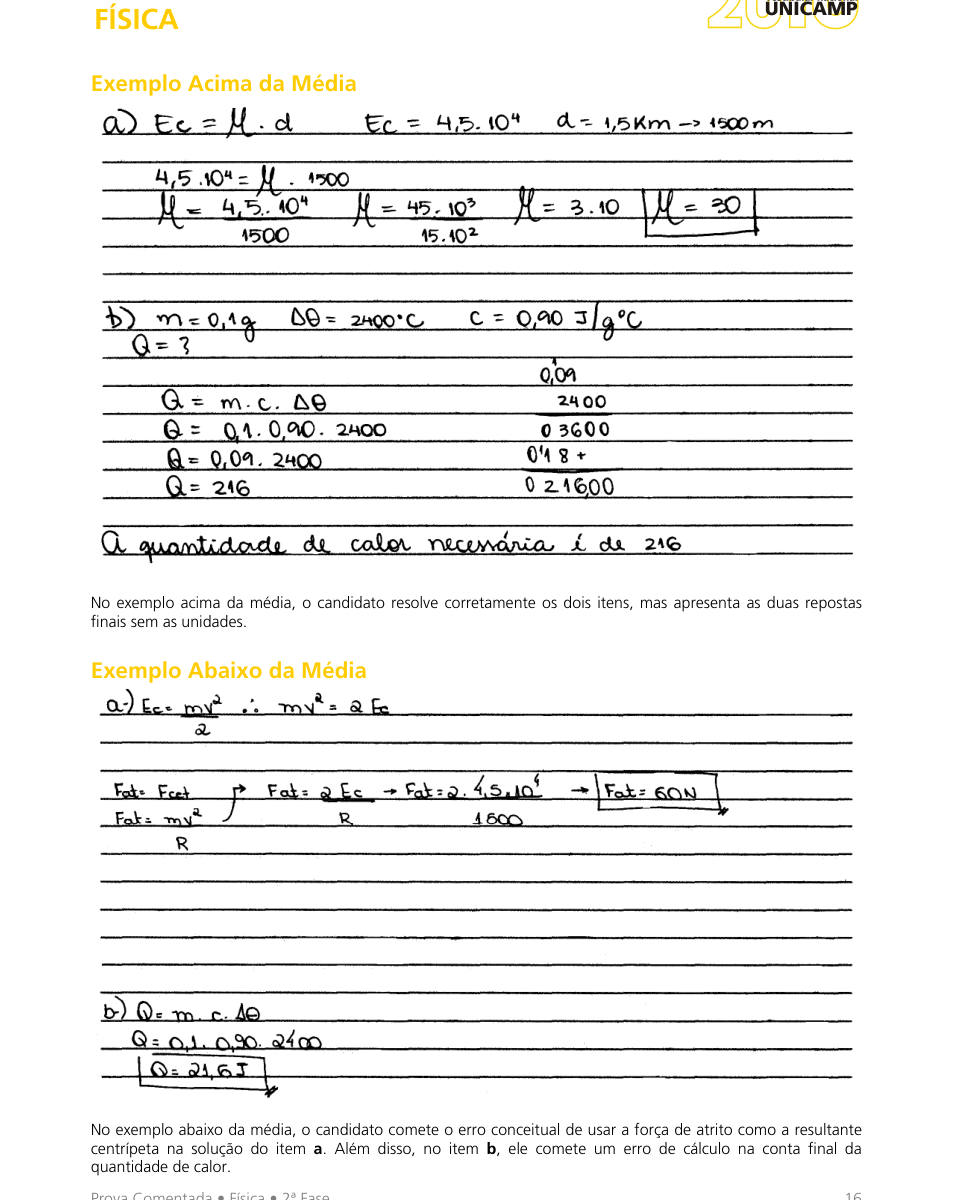 FÍSICA
UNICAMP
Exemplo Acima da Média
a) Ec = μ . d Ec = 4,5. 10⁴ d = 1,5 Km -> 1500 m
4,5 .10⁴ = μ . 1500
μ = 4,5.. 10⁴ / 1500 μ = 45. 10³ / 15.10² μ = 3 .10 μ = 30
b) m = 0,1g Δθ = 2400°C c = 0,90 J/g°C
Q = ?
0,09
Q = m. c. Δθ 2400
Q = 0,1. 0,90. 2400 0 3600
Q = 0,09. 2400 018 +
Q = 216 0 216,00
A quantidade de calor necessária é de 216
No exemplo acima da média, o candidato resolve corretamente os dois itens, mas apresenta as duas repostas
finais sem as unidades.
Exemplo Abaixo da Média
a-) Ec = mv²/2 ∴ mv² = 2 Ec
Fat = Fcet → Fat = 2 Ec / R → Fat = 2. 4,5.10⁴ / 1500 → Fat = 60N
Fat = mv² / R
b-) Q = m. c. Δθ
Q = 0,1. 0,90. 2400
Q = 21,6 J
No exemplo abaixo da média, o candidato comete o erro conceitual de usar a força de atrito como a resultante
centrípeta na solução do item a. Além disso, no item b, ele comete um erro de cálculo na conta final da
quantidade de calor.
Prova Comentada • Física • 2ª Fase 16